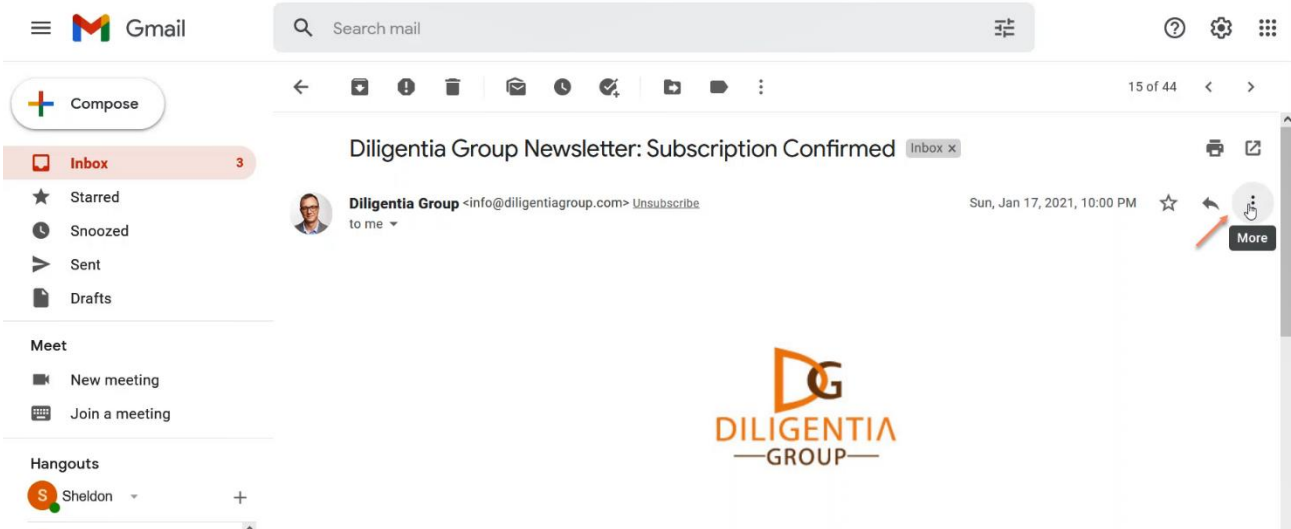 Gmail
Search mail
Compose
15 of 44
Inbox 3
Starred
Snoozed
Sent
Drafts
Meet
New meeting
Join a meeting
Hangouts
S Sheldon
Diligentia Group Newsletter: Subscription Confirmed Inbox x
Diligentia Group <info@diligentiagroup.com> Unsubscribe Sun, Jan 17, 2021, 10:00 PM
to me
More
DG
DILIGENTIA
GROUP